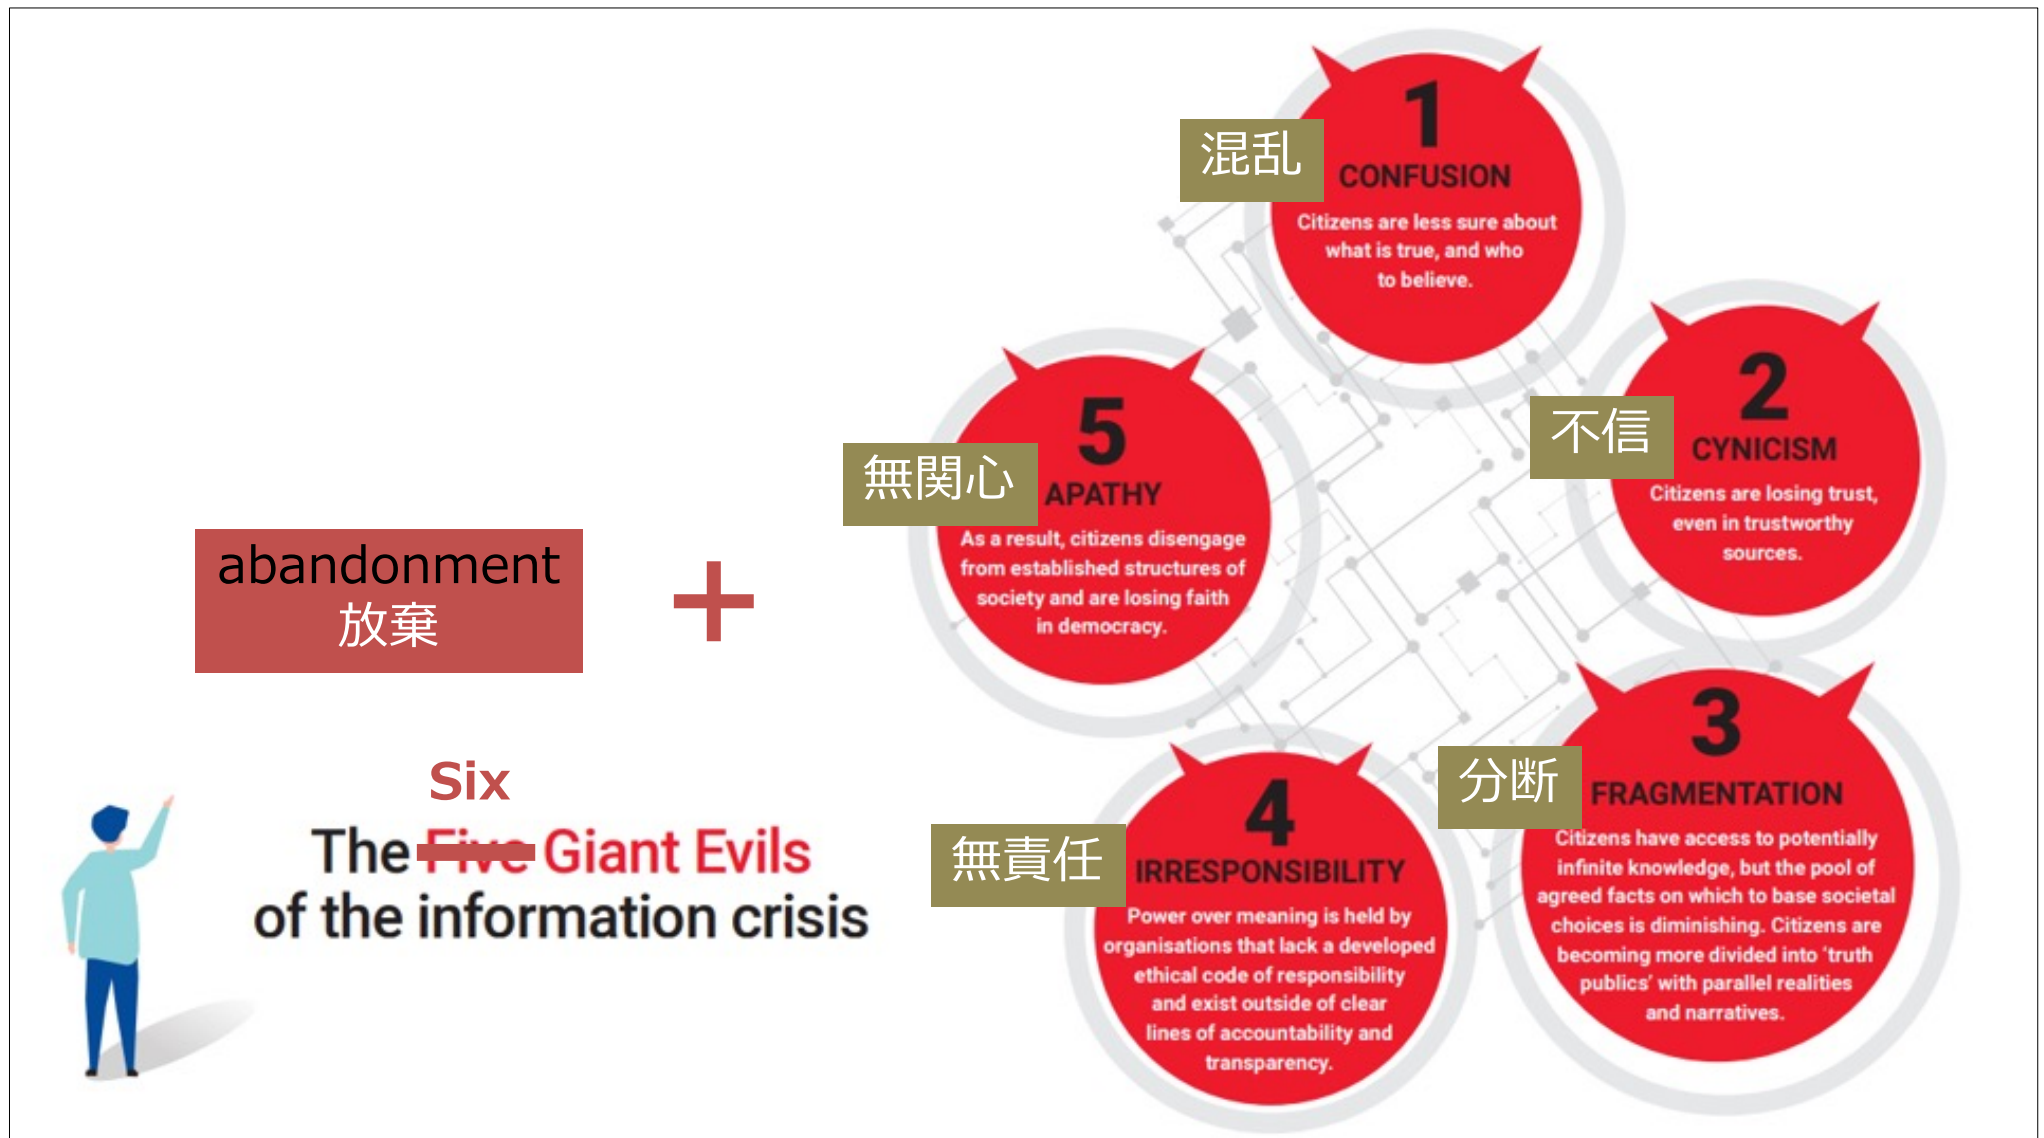 混乱
1
CONFUSION
Citizens are less sure about
what is true, and who
to believe.
不信
2
CYNICISM
Citizens are losing trust,
even in trustworthy
sources.
分断
3
FRAGMENTATION
Citizens have access to potentially
infinite knowledge, but the pool of
agreed facts on which to base societal
choices is diminishing. Citizens are
becoming more divided into ‘truth
publics’ with parallel realities
and narratives.
無責任
4
IRRESPONSIBILITY
Power over meaning is held by
organisations that lack a developed
ethical code of responsibility
and exist outside of clear
lines of accountability and
transparency.
無関心
5
APATHY
As a result, citizens disengage
from established structures of
society and are losing faith
in democracy.
abandonment
放棄
+
Six
The Five Giant Evils
of the information crisis